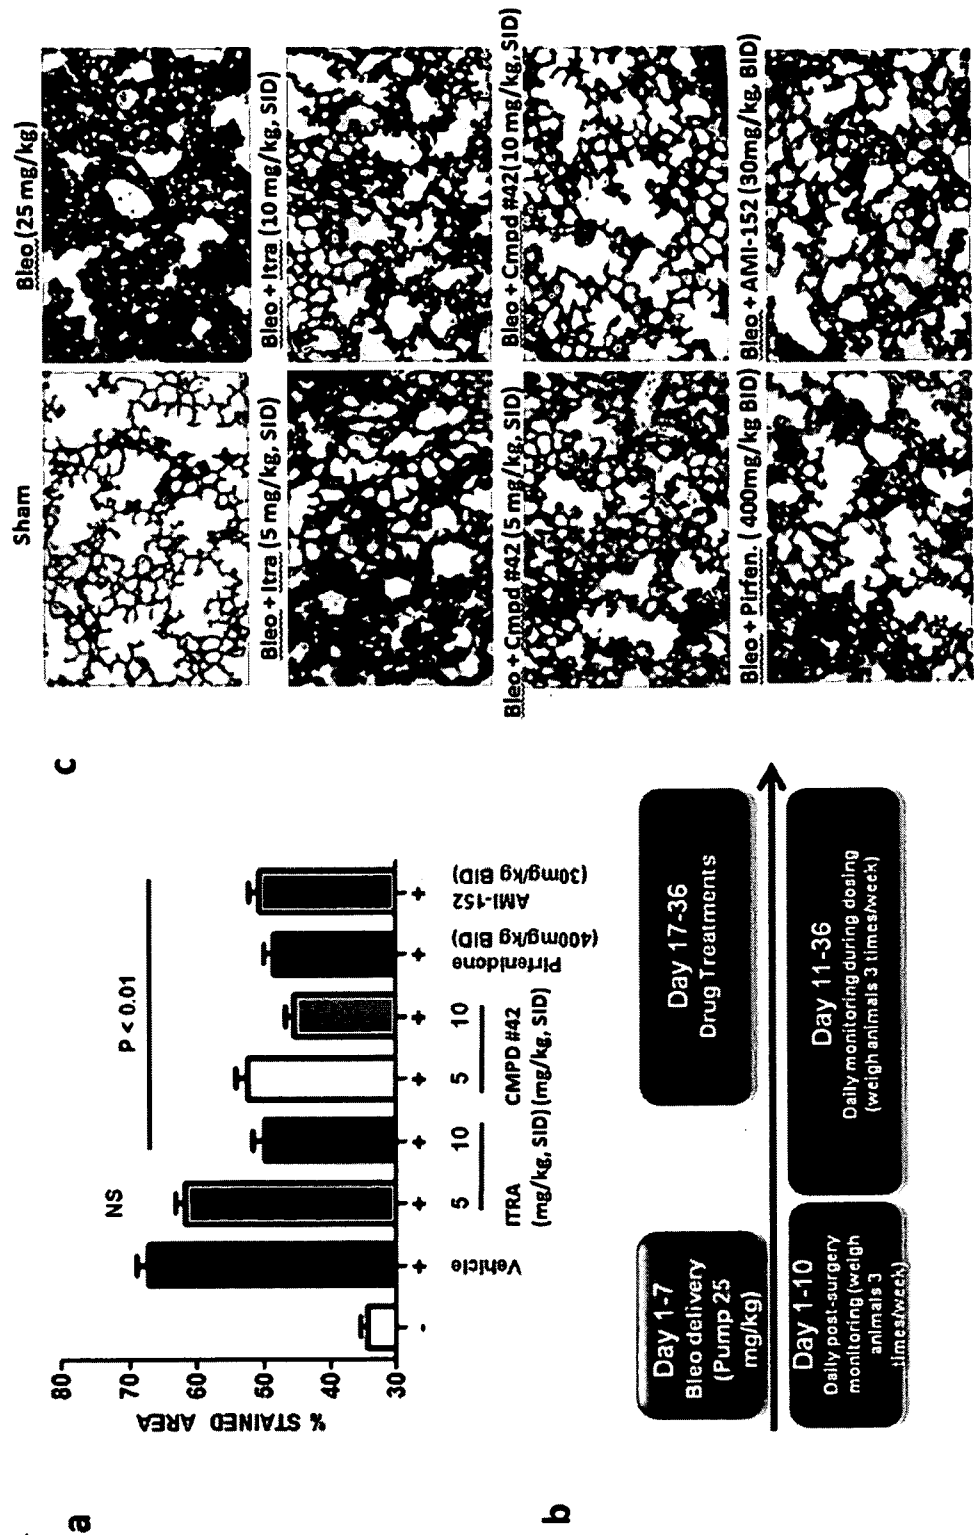 a
% STAINED AREA
80
70
60
50
40
30
NS
P < 0.01
-
+
+
+
+
+
+
+
Vehicle
5
10
ITRA
(mg/kg, SID)
5
10
CMPD #42
(mg/kg, SID)
Pirfenidone
(400mg/kg BID)
AMI-152
(30mg/kg BID)
b
Day 1-7
Bleo delivery
(Pump 25
mg/kg)
Day 17-36
Drug Treatments
Day 1-10
Daily post-surgery
monitoring (weigh
animals 3
times/week)
Day 11-36
Daily monitoring during dosing
(weigh animals 3 times/week)
c
Sham
Bleo (25 mg/kg)
Bleo + Itra (5 mg/kg, SID)
Bleo + Itra (10 mg/kg, SID)
Bleo + Cmpd #42 (5 mg/kg, SID)
Bleo + Cmpd #42(10 mg/kg, SID)
Bleo + Pirfen. ( 400mg/kg BID)
Bleo + AMI-152 (30mg/kg, BID)